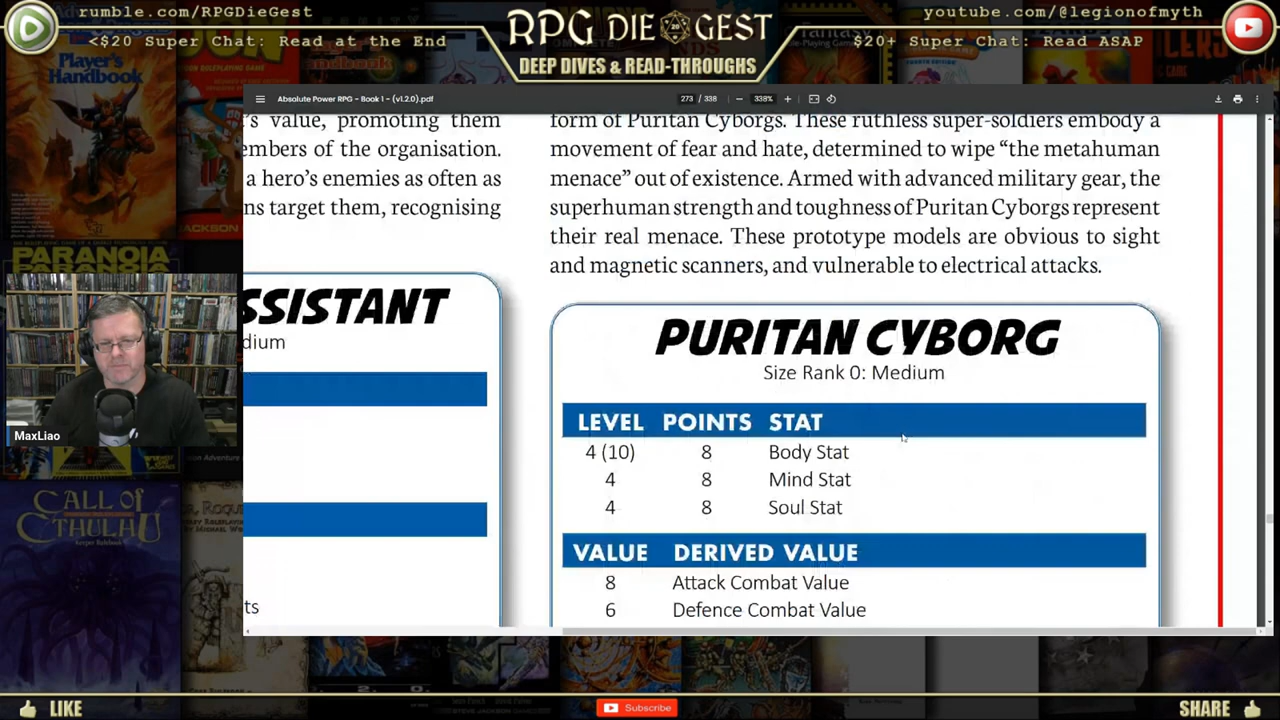 rumble.com/RPGDieGest
<$20 Super Chat: Read at the End
RPG DIE GEST
DEEP DIVES & READ-THROUGHS
youtube.com/@legionofmyth
$20+ Super Chat: Read ASAP
Player's
Handbook
Absolute Power RPG - Book 1 - (v1.2.0).pdf
273 / 338
338%
's value, promoting them
embers of the organisation.
a hero's enemies as often as
ns target them, recognising
SSISTANT
dium
ts
form of Puritan Cyborgs. These ruthless super-soldiers embody a
movement of fear and hate, determined to wipe “the metahuman
menace” out of existence. Armed with advanced military gear, the
superhuman strength and toughness of Puritan Cyborgs represent
their real menace. These prototype models are obvious to sight
and magnetic scanners, and vulnerable to electrical attacks.
PURITAN CYBORG
Size Rank 0: Medium
LEVEL POINTS STAT
4 (10) 8 Body Stat
4 8 Mind Stat
4 8 Soul Stat
VALUE DERIVED VALUE
8 Attack Combat Value
6 Defence Combat Value
PARANOIA
MaxLiao
CALL of
CTHULHU
LIKE
Subscribe
SHARE